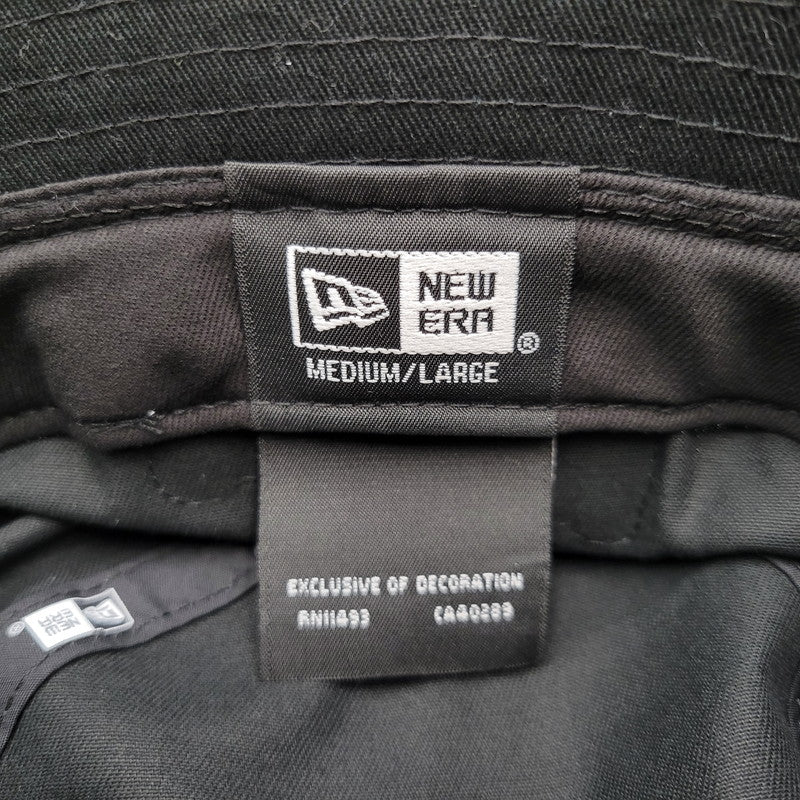 NEW
ERA
®
MEDIUM/LARGE
EXCLUSIVE OF DECORATION
RN11493 CA40289
NEW
ERA
®